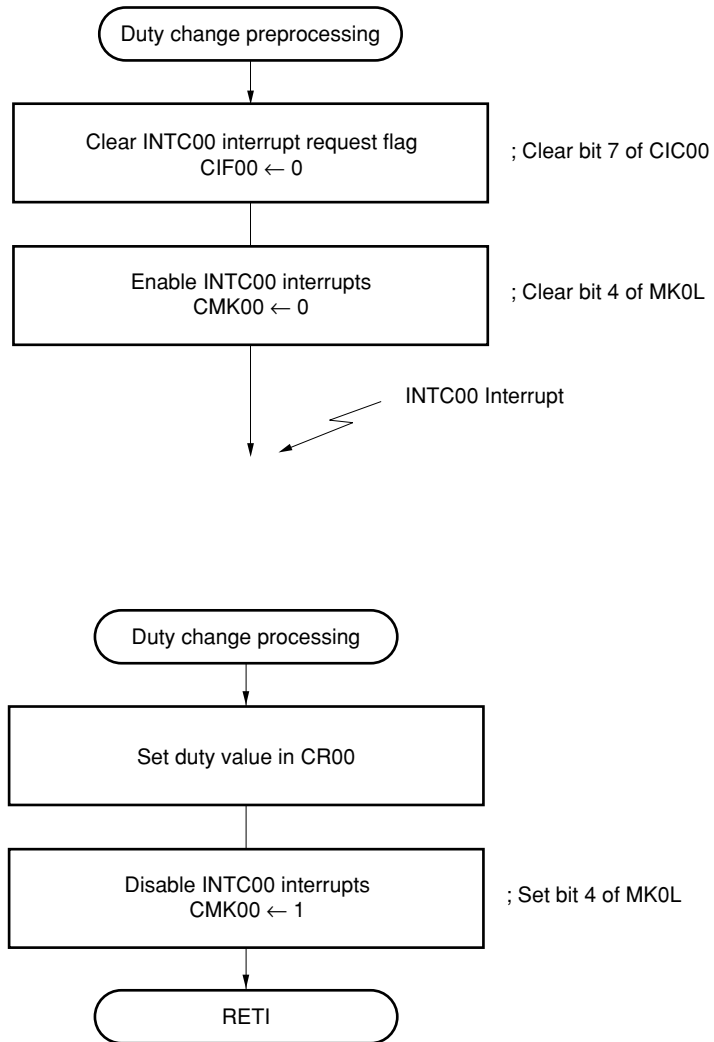 Duty change preprocessing
Clear INTC00 interrupt request flag
CIF00 ← 0
; Clear bit 7 of CIC00
Enable INTC00 interrupts
CMK00 ← 0
; Clear bit 4 of MK0L
INTC00 Interrupt
Duty change processing
Set duty value in CR00
Disable INTC00 interrupts
CMK00 ← 1
; Set bit 4 of MK0L
RETI